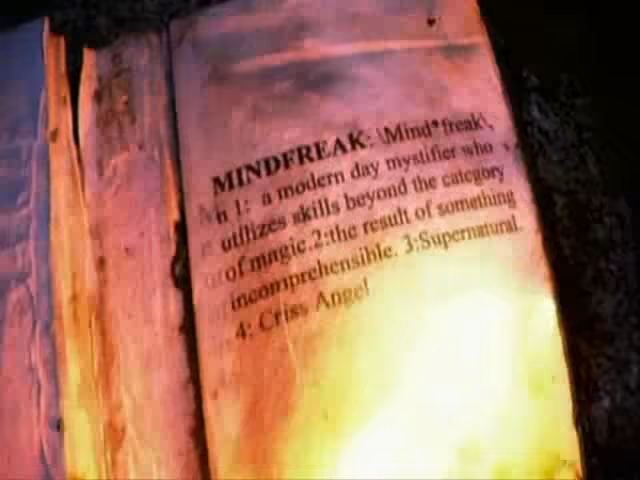 MINDFREAK: \Mind*freak\,
n 1: a modern day mystifier who
utilizes skills beyond the category
of magic.2:the result of something
incomprehensible. 3:Supernatural.
4: Criss Angel